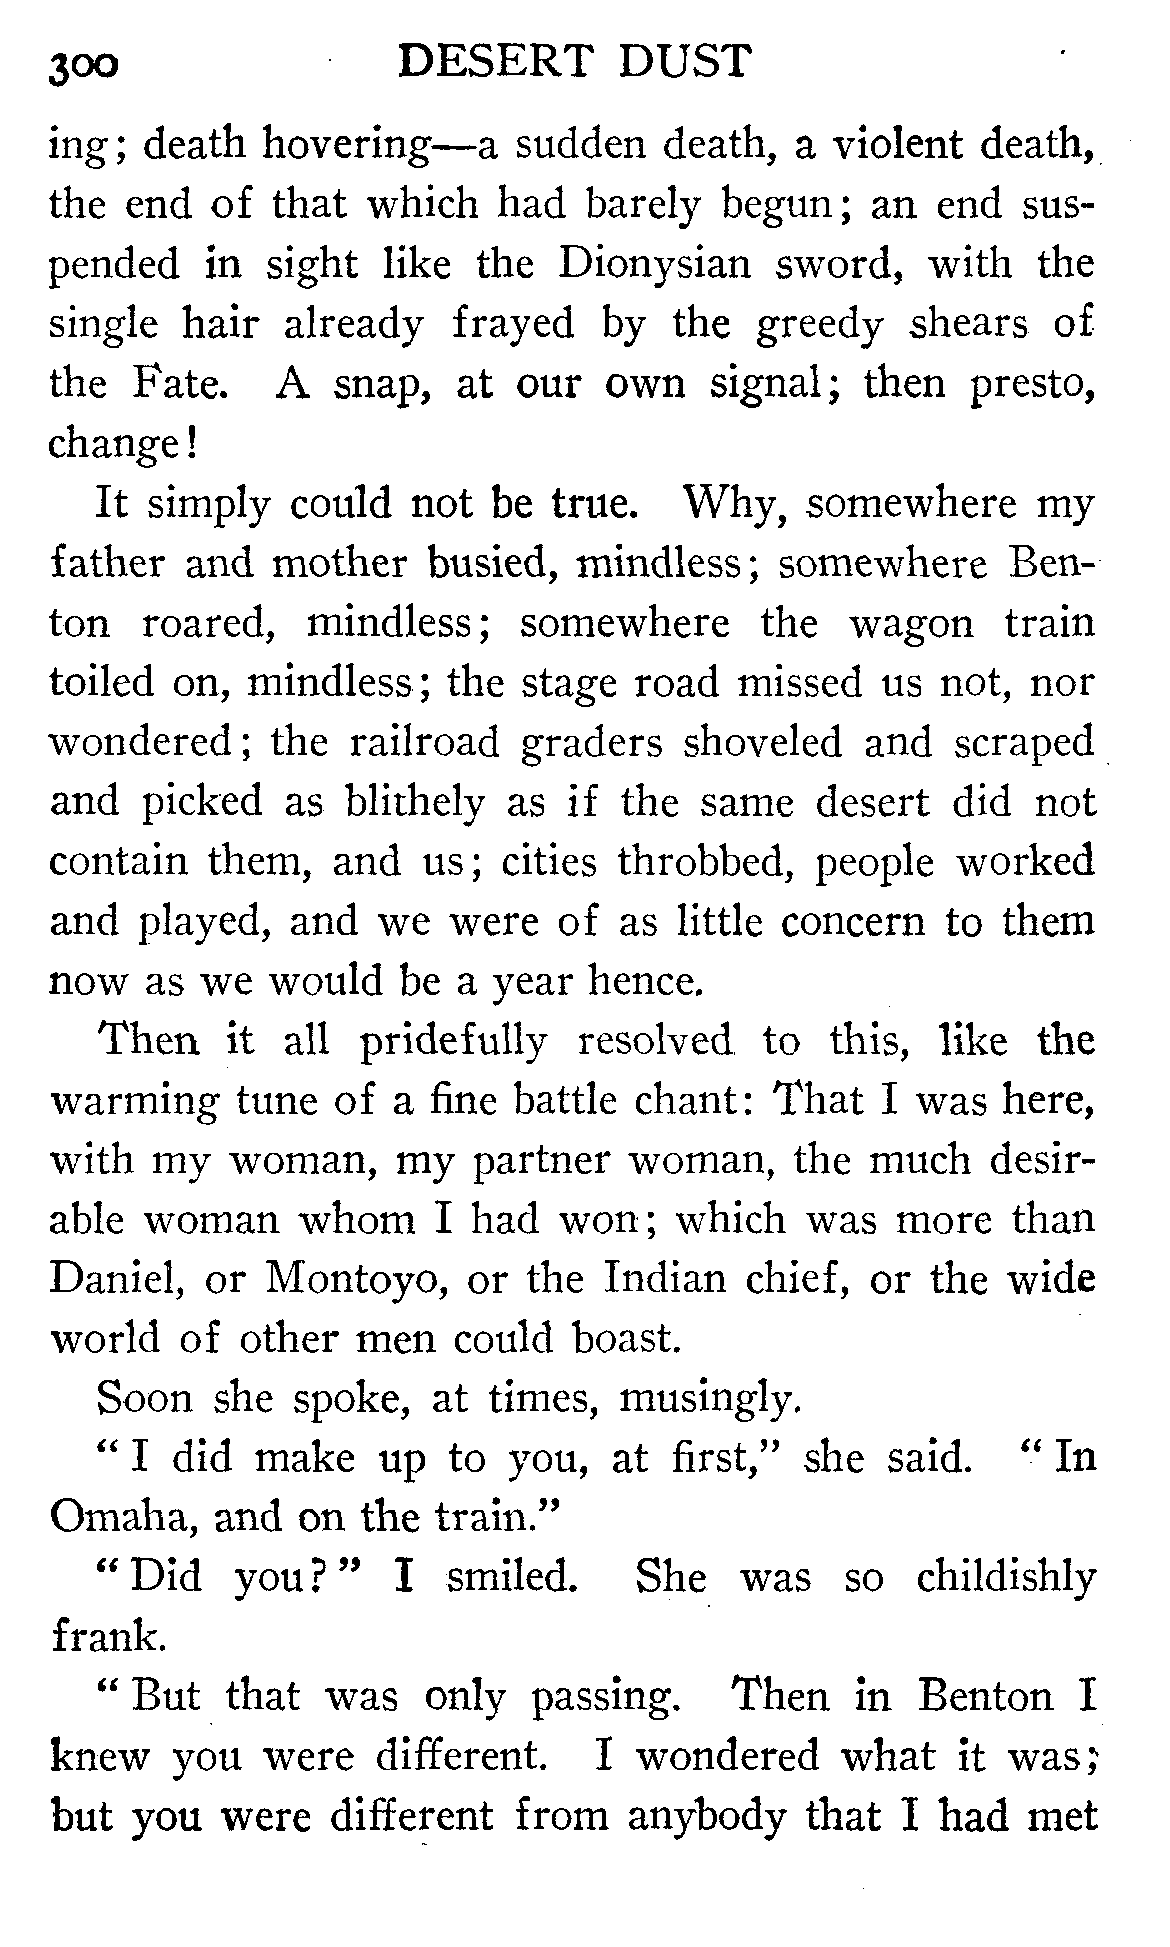 300 DESERT DUST
ing; death hovering—a sudden death, a violent death,
the end of that which had barely begun; an end sus-
pended in sight like the Dionysian sword, with the
single hair already frayed by the greedy shears of
the Fate. A snap, at our own signal; then presto,
change!
It simply could not be true. Why, somewhere my
father and mother busied, mindless; somewhere Ben-
ton roared, mindless; somewhere the wagon train
toiled on, mindless; the stage road missed us not, nor
wondered; the railroad graders shoveled and scraped
and picked as blithely as if the same desert did not
contain them, and us; cities throbbed, people worked
and played, and we were of as little concern to them
now as we would be a year hence.
Then it all pridefully resolved to this, like the
warming tune of a fine battle chant: That I was here,
with my woman, my partner woman, the much desir-
able woman whom I had won; which was more than
Daniel, or Montoyo, or the Indian chief, or the wide
world of other men could boast.
Soon she spoke, at times, musingly.
“ I did make up to you, at first,” she said. “ In
Omaha, and on the train.”
“ Did you? ” I smiled. She was so childishly
frank.
“ But that was only passing. Then in Benton I
knew you were different. I wondered what it was;
but you were different from anybody that I had met